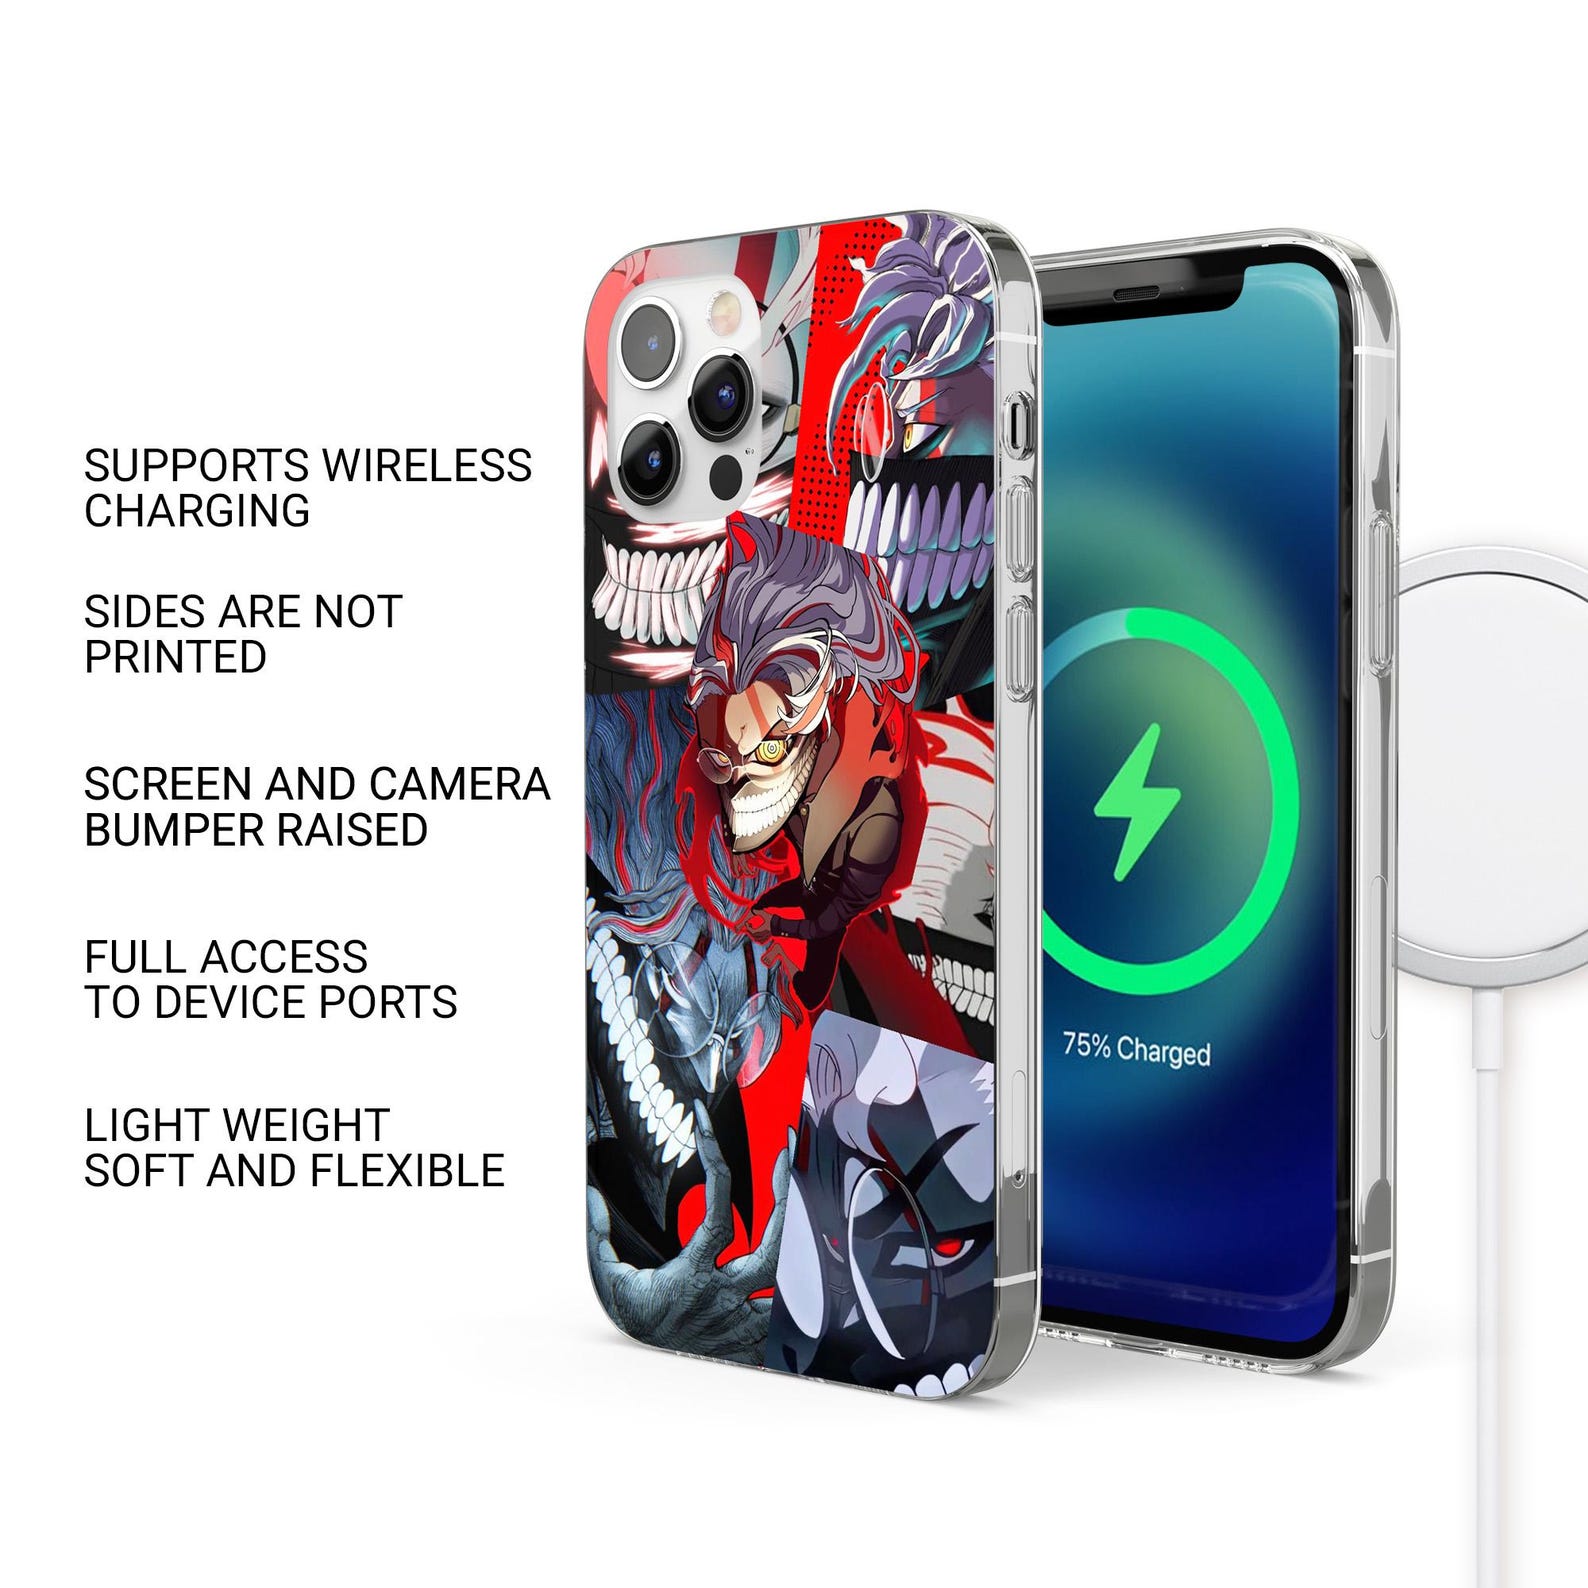 SUPPORTS WIRELESS
CHARGING
SIDES ARE NOT
PRINTED
SCREEN AND CAMERA
BUMPER RAISED
FULL ACCESS
TO DEVICE PORTS
LIGHT WEIGHT
SOFT AND FLEXIBLE
75% Charged